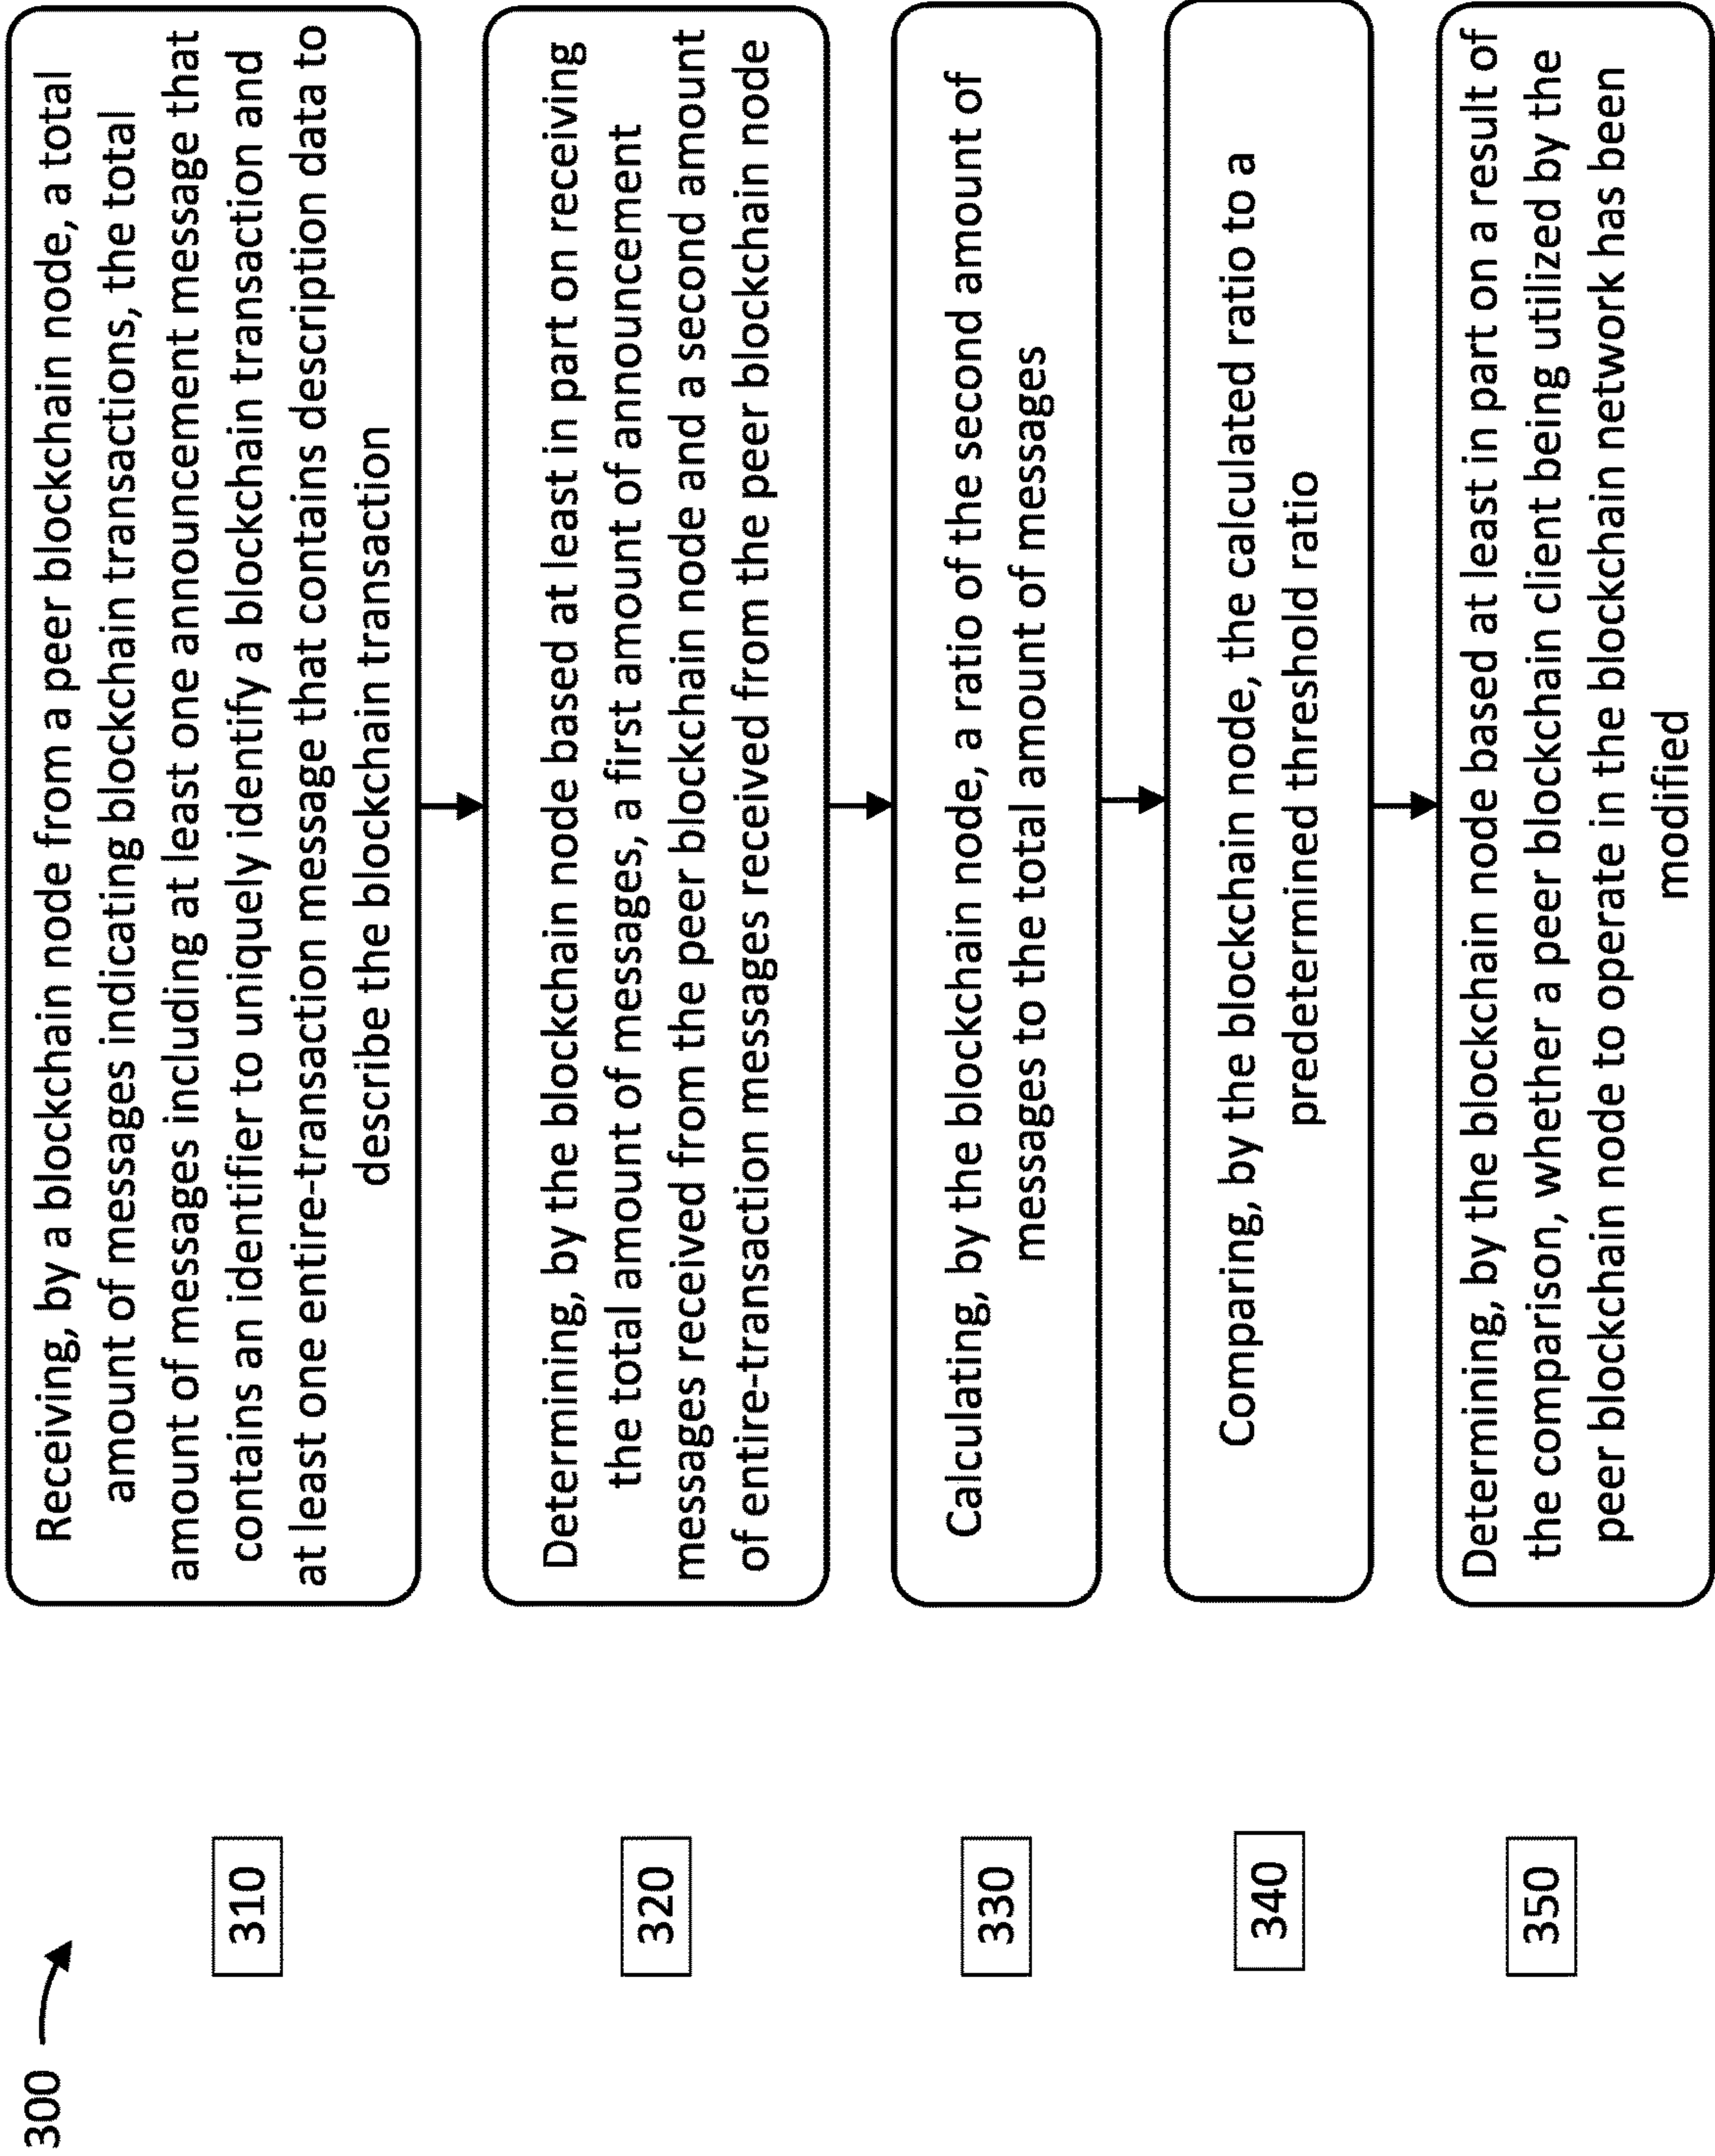 300
310
Receiving, by a blockchain node from a peer blockchain node, a total
amount of messages indicating blockchain transactions, the total
amount of messages including at least one announcement message that
contains an identifier to uniquely identify a blockchain transaction and
at least one entire-transaction message that contains description data to
describe the blockchain transaction
320
Determining, by the blockchain node based at least in part on receiving
the total amount of messages, a first amount of announcement
messages received from the peer blockchain node and a second amount
of entire-transaction messages received from the peer blockchain node
330
Calculating, by the blockchain node, a ratio of the second amount of
messages to the total amount of messages
340
Comparing, by the blockchain node, the calculated ratio to a
predetermined threshold ratio
350
Determining, by the blockchain node based at least in part on a result of
the comparison, whether a peer blockchain client being utilized by the
peer blockchain node to operate in the blockchain network has been
modified